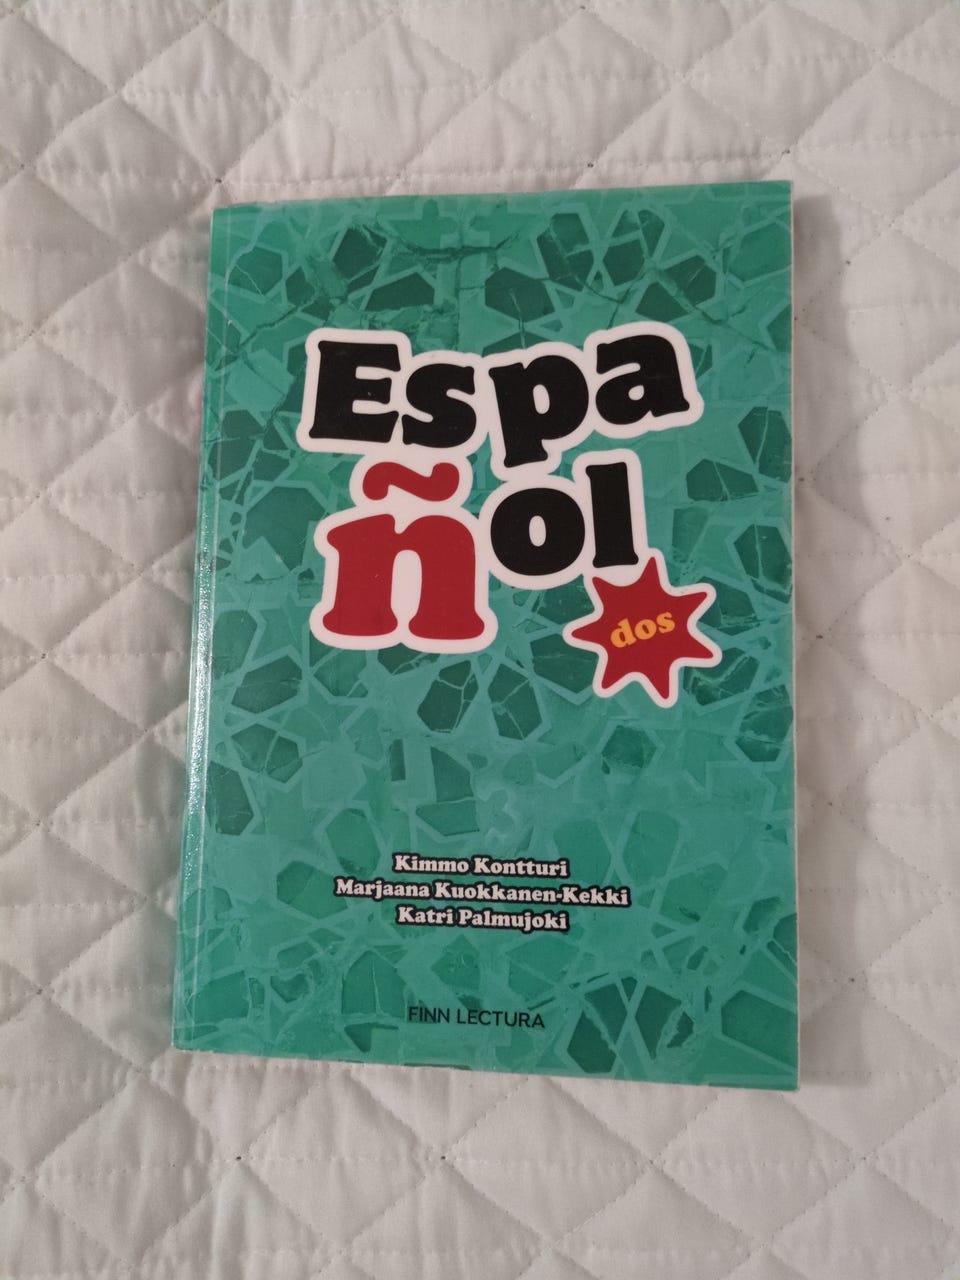 Espa
ñol
dos
Kimmo Kontturi
Marjaana Kuokkanen-Kekki
Katri Palmujoki
FINN LECTURA